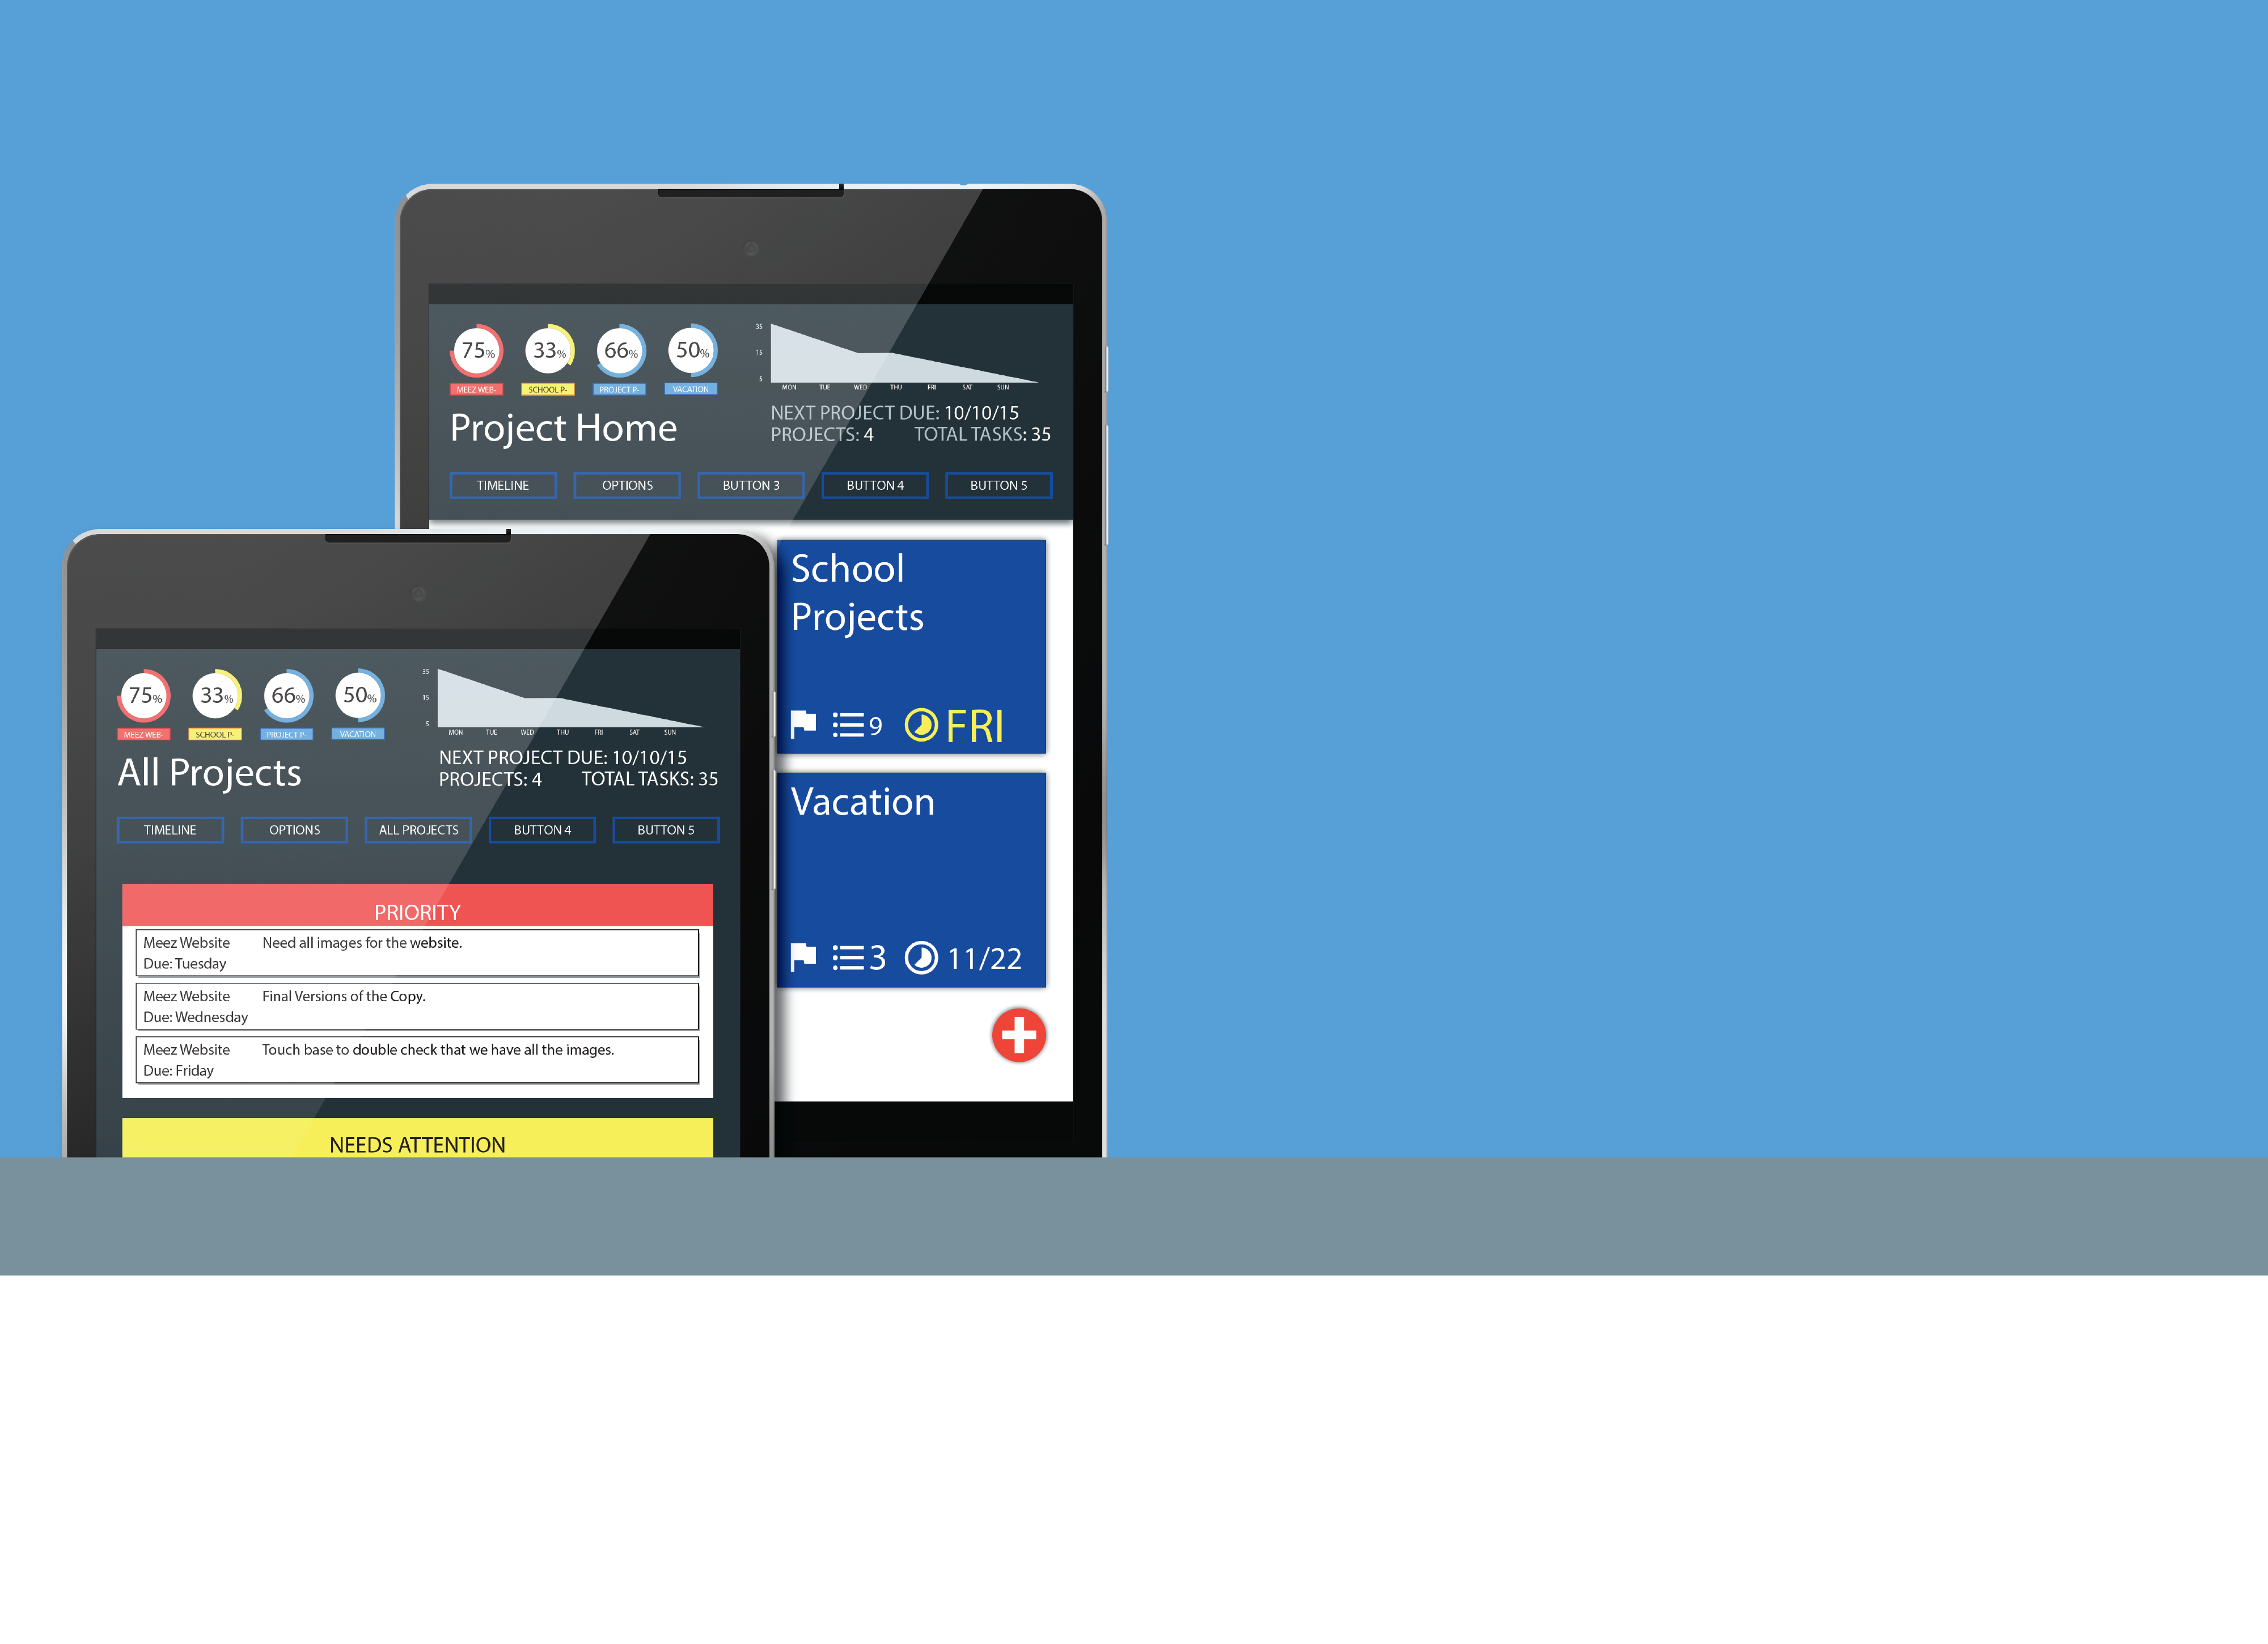 75% 33% 66% 50%
MEEZ WEB- SCHOOL P- PROJECT P- VACATION
35
15
5
MON TUE WED THU FRI SAT SUN
Project Home
NEXT PROJECT DUE: 10/10/15
PROJECTS: 4 TOTAL TASKS: 35
TIMELINE OPTIONS BUTTON 3 BUTTON 4 BUTTON 5
School
Projects
9 FRI
Vacation
3 11/22
75% 33% 66% 50%
MEEZ WEB- SCHOOL P- PROJECT P- VACATION
35
15
5
MON TUE WED THU FRI SAT SUN
All Projects
NEXT PROJECT DUE: 10/10/15
PROJECTS: 4 TOTAL TASKS: 35
TIMELINE OPTIONS ALL PROJECTS BUTTON 4 BUTTON 5
PRIORITY
Meez Website Need all images for the website.
Due: Tuesday
Meez Website Final Versions of the Copy.
Due: Wednesday
Meez Website Touch base to double check that we have all the images.
Due: Friday
NEEDS ATTENTION